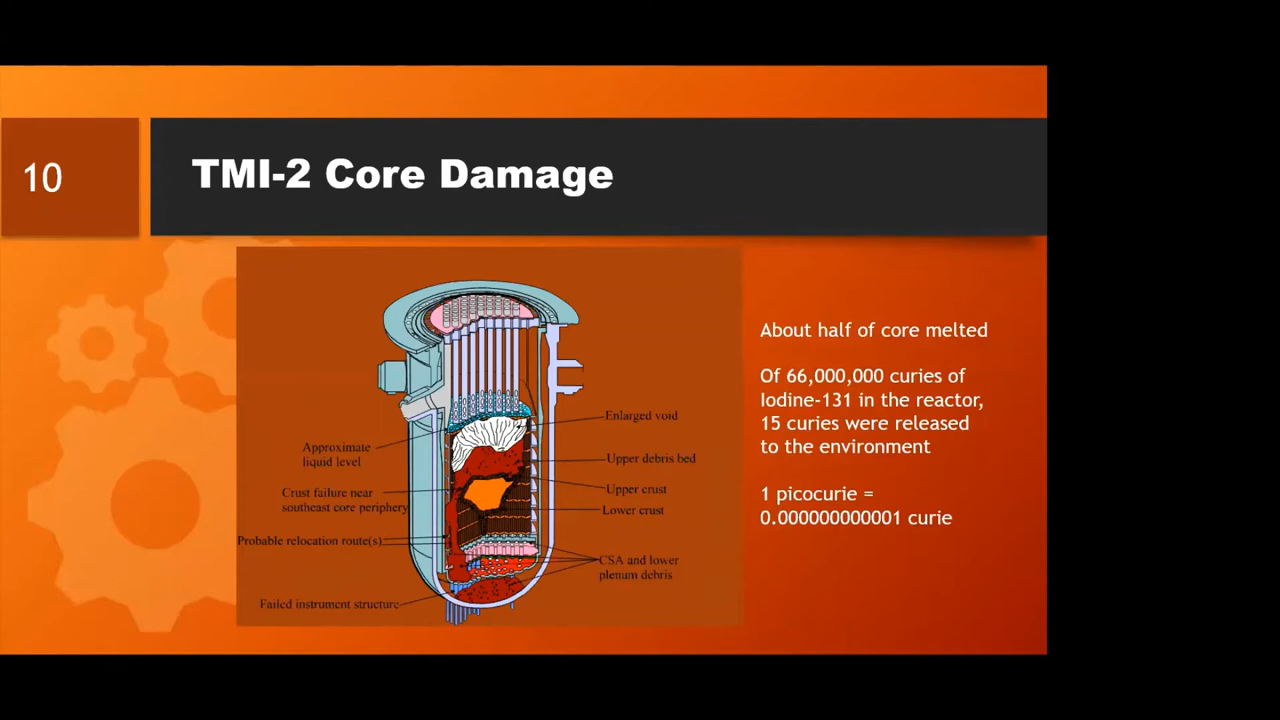 10
TMI-2 Core Damage
Enlarged void
Approximate
liquid level
Upper debris bed
Crust failure near
southeast core periphery
Upper crust
Lower crust
Probable relocation route(s)
CSA and lower
plenum debris
Failed instrument structure
About half of core melted
Of 66,000,000 curies of
Iodine-131 in the reactor,
15 curies were released
to the environment
1 picocurie =
0.000000000001 curie